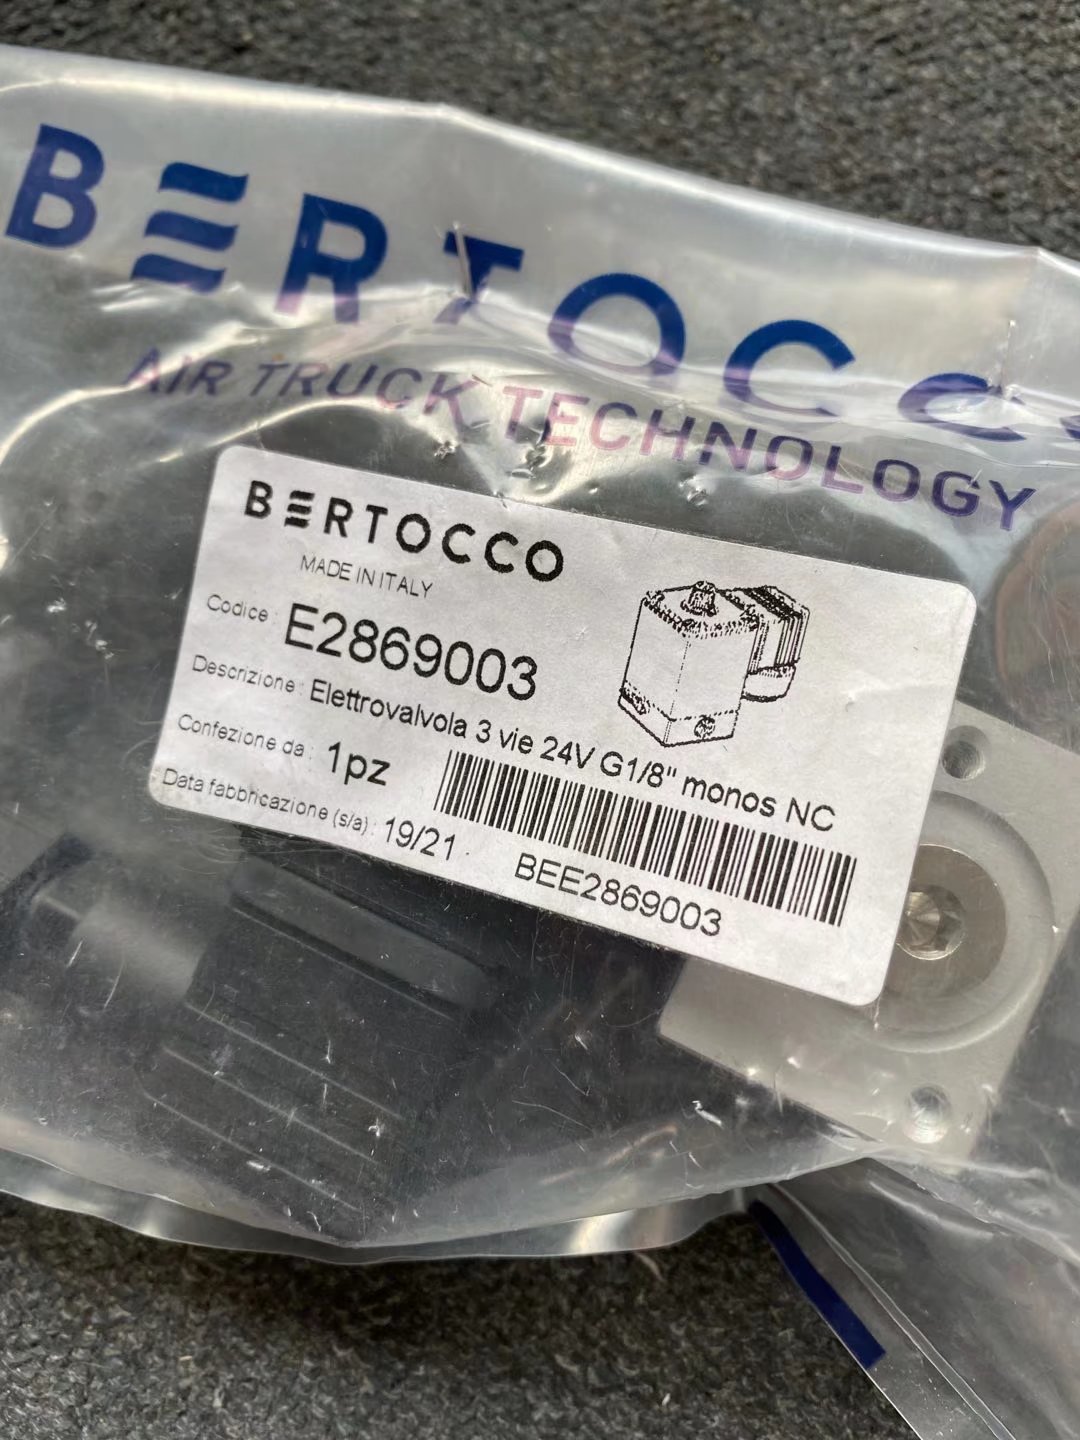 BERTOCC
AIR TRUCK TECHNOLOGY
BERTOCCO
MADE IN ITALY
Codice: E2869003
Descrizione: Elettrovalvola 3 vie 24V G1/8" monos NC
Confezione da: 1pz
Data fabbricazione (s/a): 19/21
BEE2869003